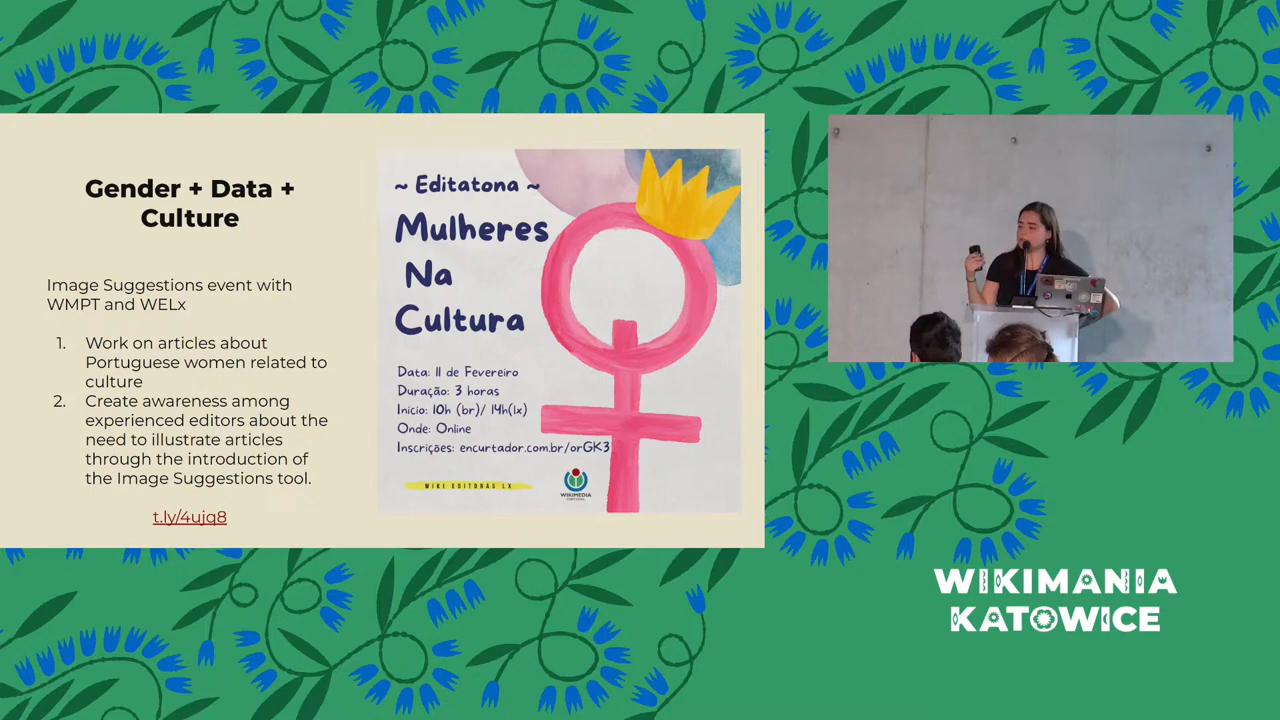 Gender + Data +
Culture
Image Suggestions event with
WMPT and WELx
1. Work on articles about
Portuguese women related to
culture
2. Create awareness among
experienced editors about the
need to illustrate articles
through the introduction of
the Image Suggestions tool.
t.ly/4ujq8
~ Editatona ~
Mulheres
Na
Cultura
Data: 11 de Fevereiro
Duração: 3 horas
Inicio: 10h (br)/ 14h(lx)
Onde: Online
Inscrições: encurtador.com.br/orGK3
WIKI EDITORAS LX
WIKIMEDIA
PORTUGAL
WIKIMANIA
KATOWICE